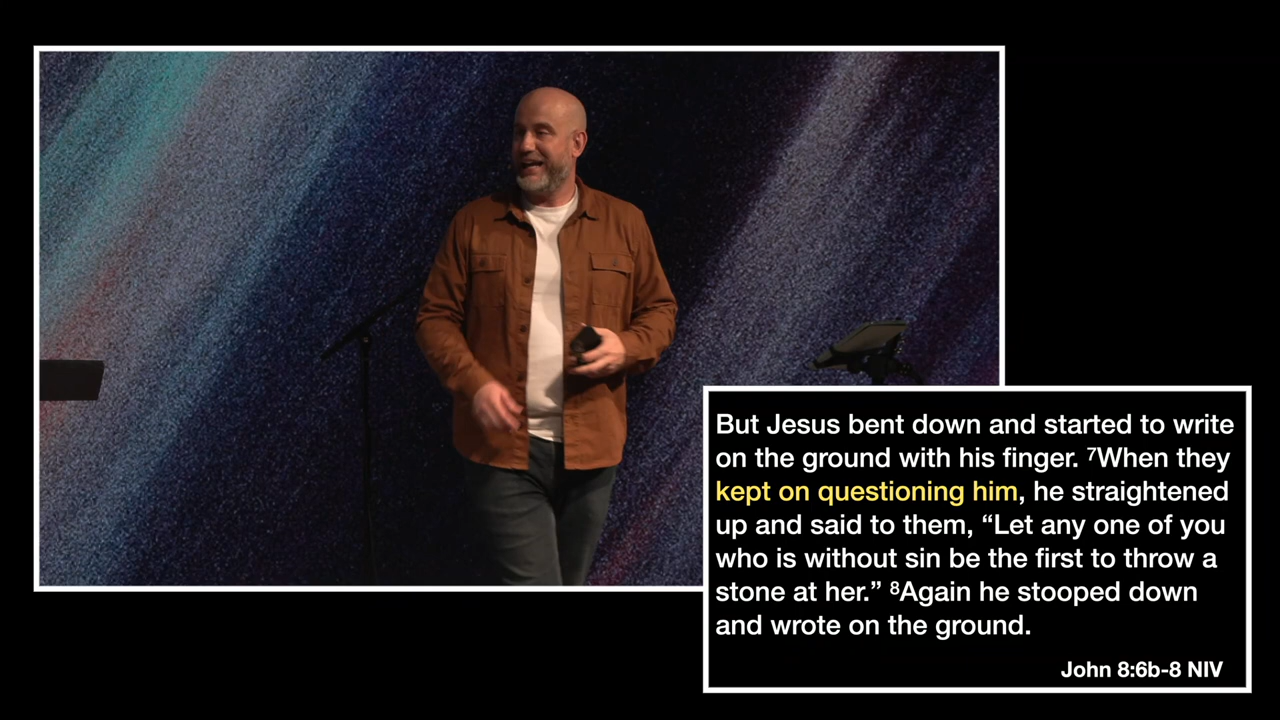 But Jesus bent down and started to write
on the ground with his finger. ⁷When they
kept on questioning him, he straightened
up and said to them, “Let any one of you
who is without sin be the first to throw a
stone at her.” ⁸Again he stooped down
and wrote on the ground.
John 8:6b-8 NIV